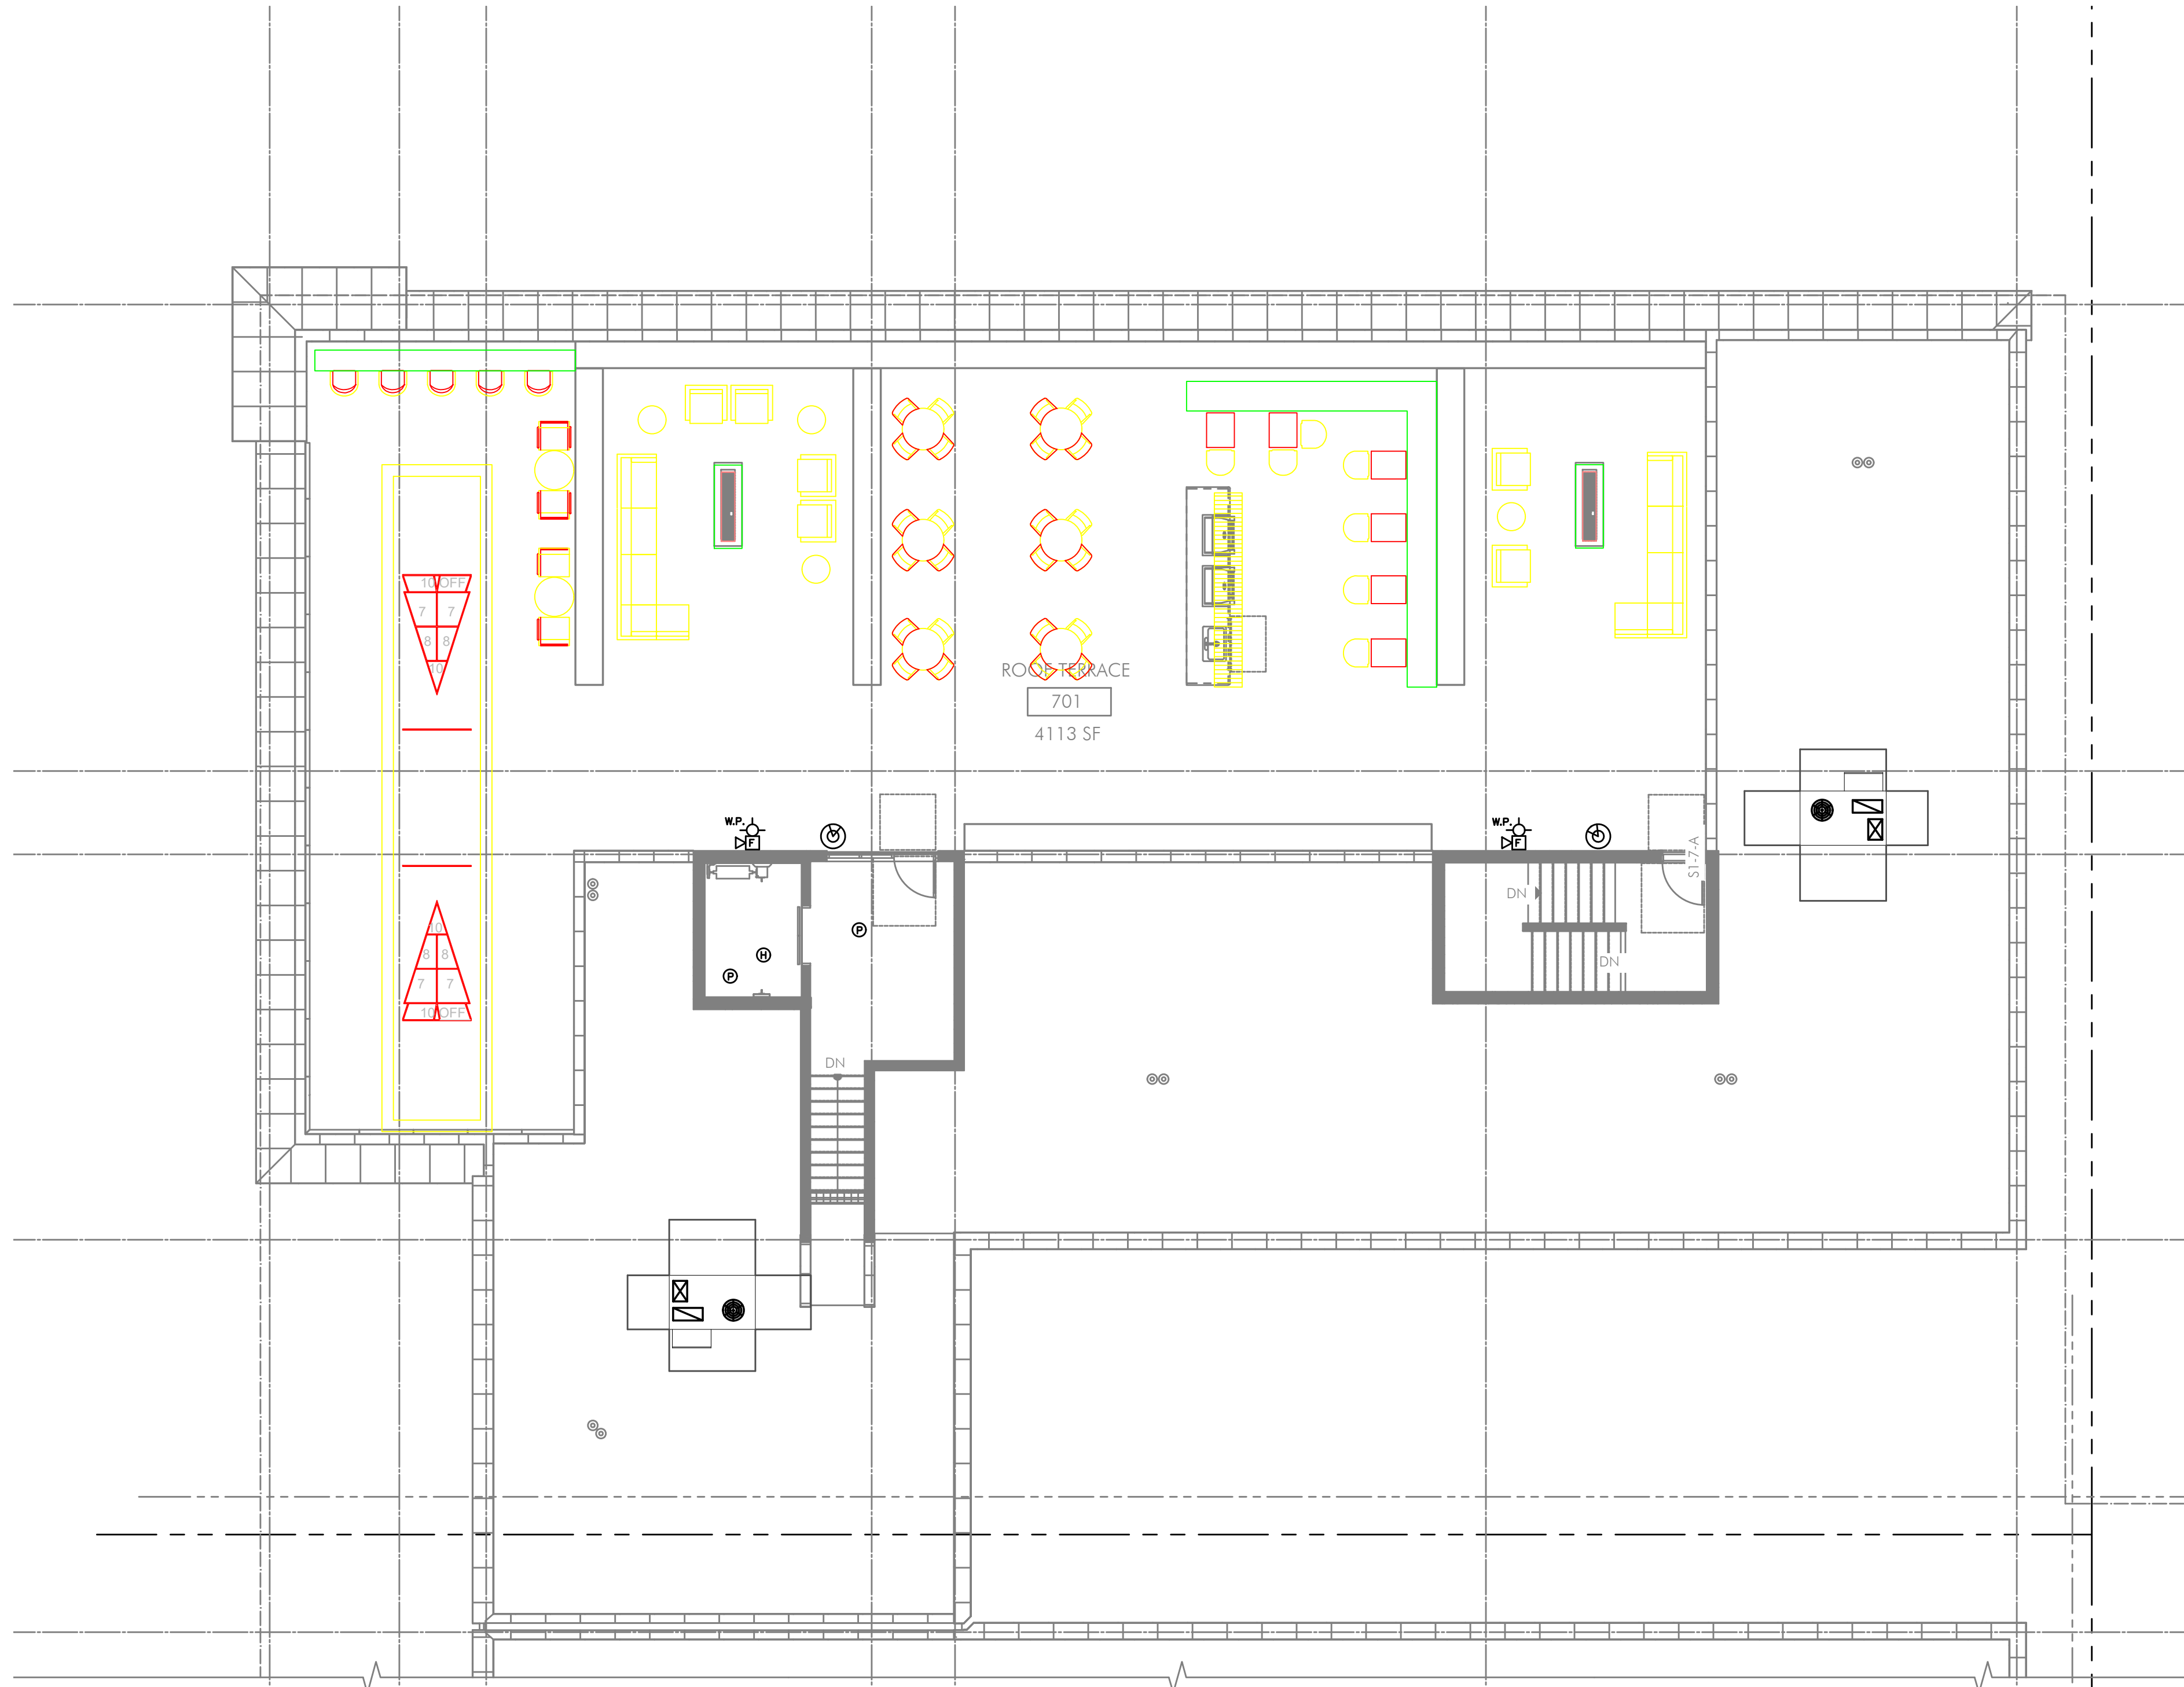 10 OFF
7 7
8 8
10
ROOF TERRACE
701
4113 SF
W.P.
F
W.P.
F
S1-7-A
DN
DN
P
H
P
10
8 8
7 7
10 OFF
DN